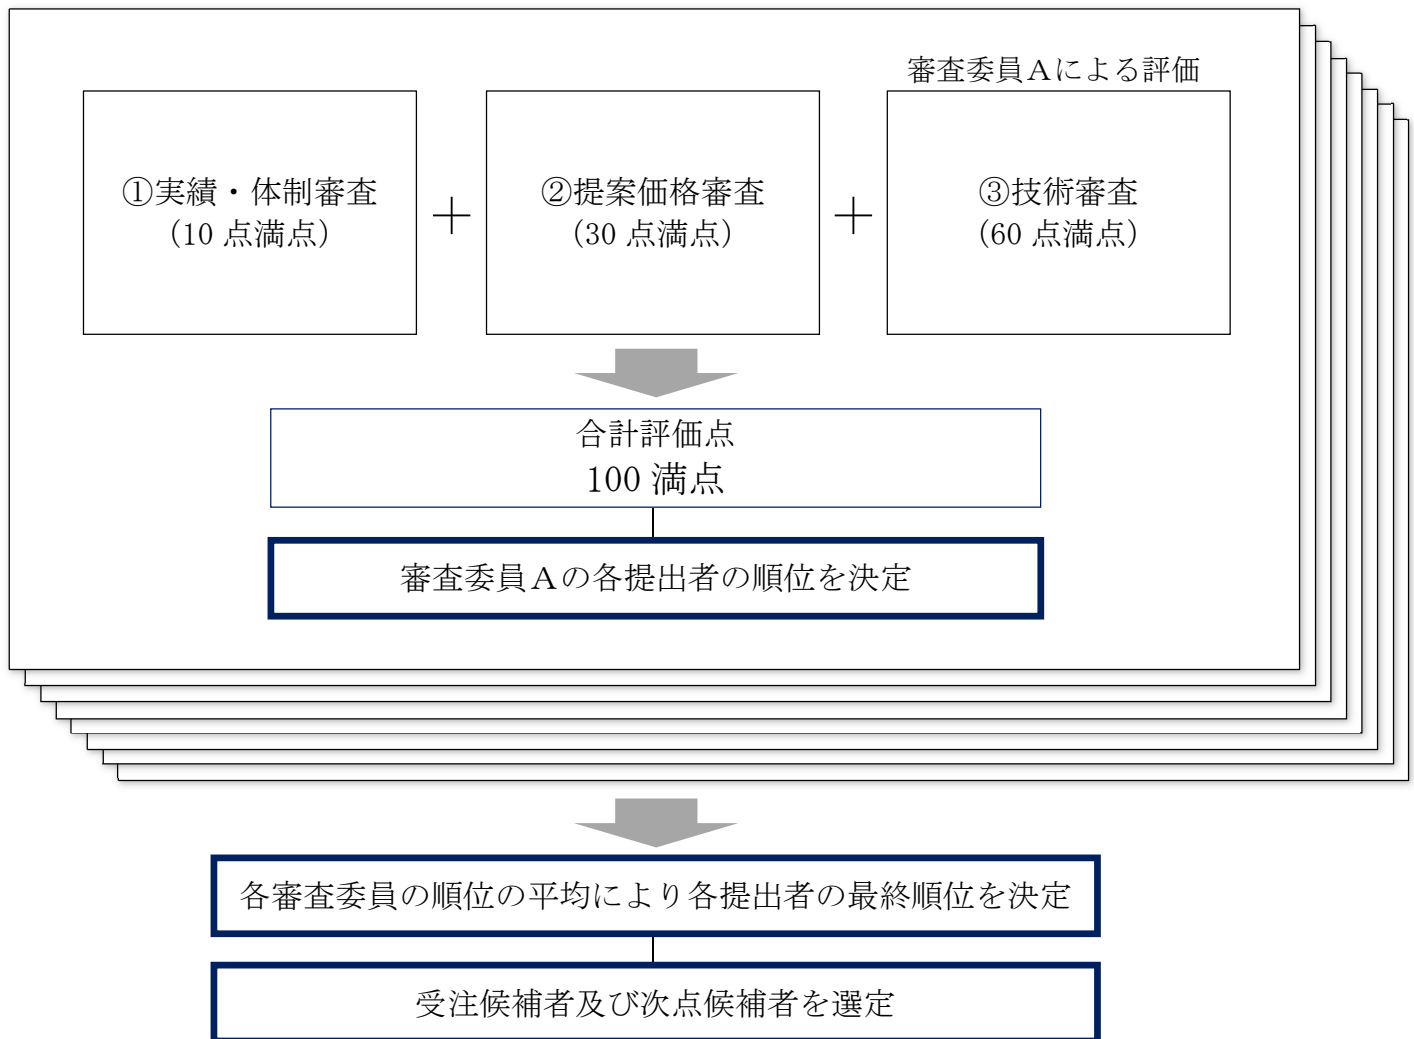 審査委員Ａによる評価
①実績・体制審査
（10 点満点）
＋
②提案価格審査
（30 点満点）
＋
③技術審査
（60 点満点）
合計評価点
100 満点
審査委員Ａの各提出者の順位を決定
各審査委員の順位の平均により各提出者の最終順位を決定
受注候補者及び次点候補者を選定